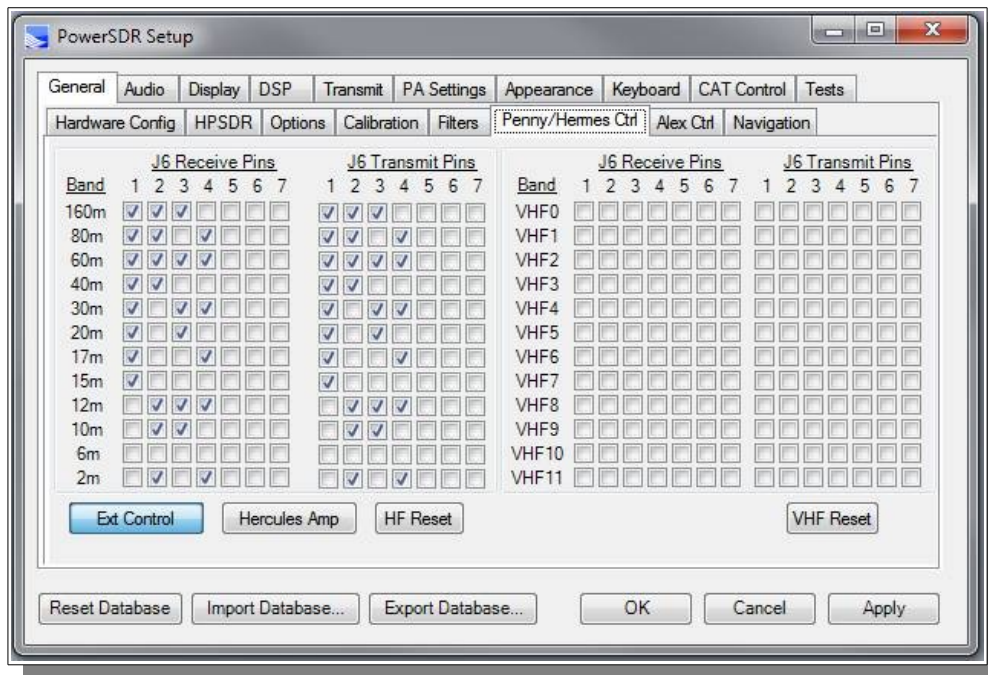 PowerSDR Setup
General Audio Display DSP Transmit PA Settings Appearance Keyboard CAT Control Tests
Hardware Config HPSDR Options Calibration Filters Penny/Hermes Ctrl Alex Ctrl Navigation
J6 Receive Pins J6 Transmit Pins J6 Receive Pins J6 Transmit Pins
Band 1 2 3 4 5 6 7 1 2 3 4 5 6 7 Band 1 2 3 4 5 6 7 1 2 3 4 5 6 7
160m VHF0
80m VHF1
60m VHF2
40m VHF3
30m VHF4
20m VHF5
17m VHF6
15m VHF7
12m VHF8
10m VHF9
6m VHF10
2m VHF11
Ext Control Hercules Amp HF Reset VHF Reset
Reset Database Import Database... Export Database... OK Cancel Apply